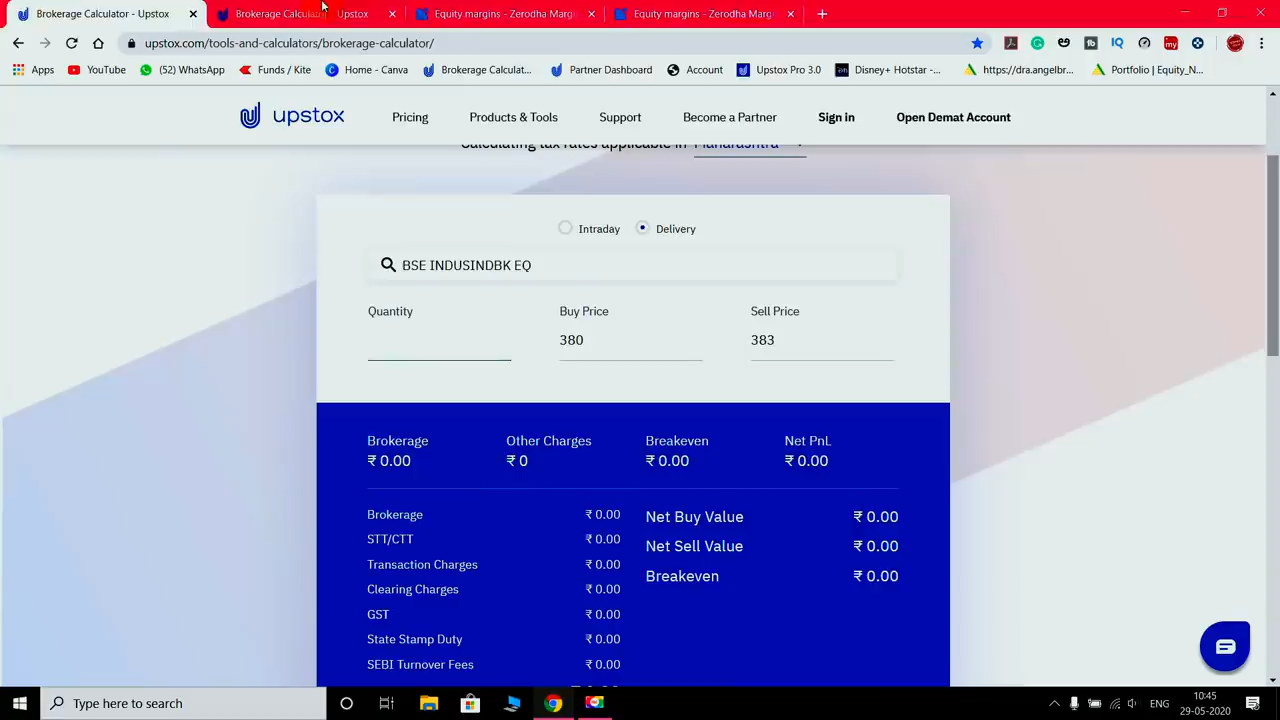 Brokerage Calculator - Upstox
Brokerage Calcula Upstox
Equity margins - Zerodha Margi
Equity margins - Zerodha Margi
upstox.com/tools-and-calculators/brokerage-calculator/
Apps
YouTube
(52) WhatsApp
Funds / Kite
Home - Canva
Brokerage Calculat...
Partner Dashboard
Account
Upstox Pro 3.0
Disney+ Hotstar -...
https://dra.angelbr...
Portfolio | Equity_N...
upstox
Pricing
Products & Tools
Support
Become a Partner
Sign in
Open Demat Account
Calculating tax rates applicable in Maharashtra
Intraday
Delivery
BSE INDUSINDBK EQ
Quantity
Buy Price
Sell Price
380
383
Brokerage
Other Charges
Breakeven
Net PnL
₹ 0.00
₹ 0
₹ 0.00
₹ 0.00
Brokerage ₹ 0.00
STT/CTT ₹ 0.00
Transaction Charges ₹ 0.00
Clearing Charges ₹ 0.00
GST ₹ 0.00
State Stamp Duty ₹ 0.00
SEBI Turnover Fees ₹ 0.00
Net Buy Value ₹ 0.00
Net Sell Value ₹ 0.00
Breakeven ₹ 0.00
Type here to search
ENG
10:45
29-05-2020